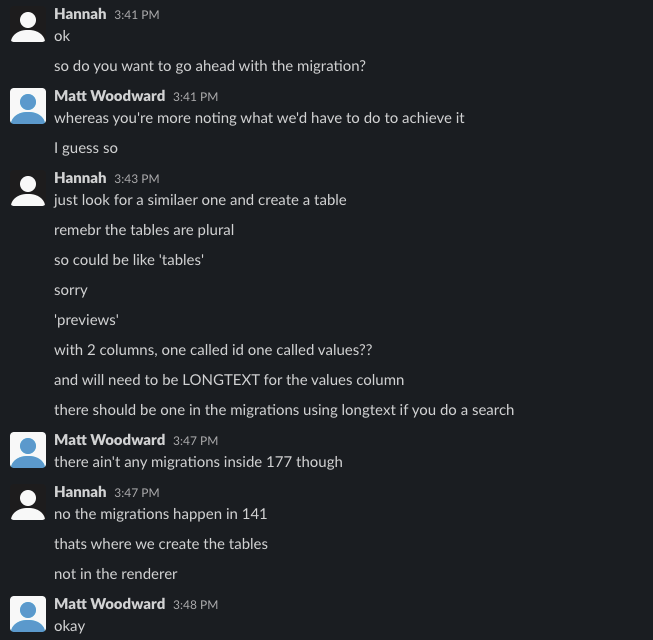 Hannah 3:41 PM
ok
so do you want to go ahead with the migration?
Matt Woodward 3:41 PM
whereas you're more noting what we'd have to do to achieve it
I guess so
Hannah 3:43 PM
just look for a similaer one and create a table
remebr the tables are plural
so could be like 'tables'
sorry
'previews'
with 2 columns, one called id one called values??
and will need to be LONGTEXT for the values column
there should be one in the migrations using longtext if you do a search
Matt Woodward 3:47 PM
there ain't any migrations inside 177 though
Hannah 3:47 PM
no the migrations happen in 141
thats where we create the tables
not in the renderer
Matt Woodward 3:48 PM
okay